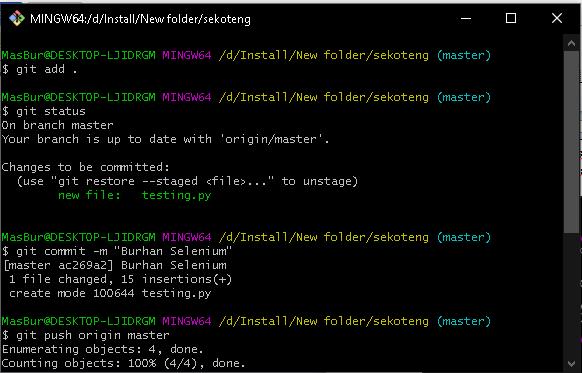 MINGW64:/d/Install/New folder/sekoteng
MasBur@DESKTOP-LJIDRGM MINGW64 /d/Install/New folder/sekoteng (master)
$ git add .
MasBur@DESKTOP-LJIDRGM MINGW64 /d/Install/New folder/sekoteng (master)
$ git status
On branch master
Your branch is up to date with 'origin/master'.
Changes to be committed:
(use "git restore --staged <file>..." to unstage)
new file: testing.py
MasBur@DESKTOP-LJIDRGM MINGW64 /d/Install/New folder/sekoteng (master)
$ git commit -m "Burhan Selenium"
[master ac269a2] Burhan Selenium
1 file changed, 15 insertions(+)
create mode 100644 testing.py
MasBur@DESKTOP-LJIDRGM MINGW64 /d/Install/New folder/sekoteng (master)
$ git push origin master
Enumerating objects: 4, done.
Counting objects: 100% (4/4), done.